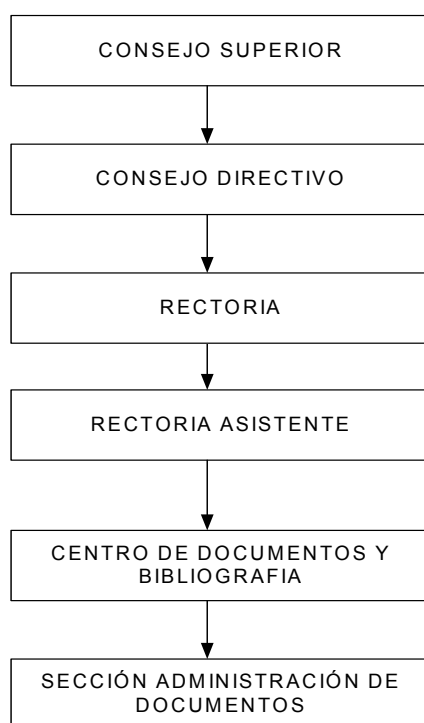 CONSEJO SUPERIOR
CONSEJO DIRECTIVO
RECTORIA
RECTORIA ASISTENTE
CENTRO DE DOCUMENTOS Y
BIBLIOGRAFIA
SECCIÓN ADMINISTRACIÓN DE
DOCUMENTOS